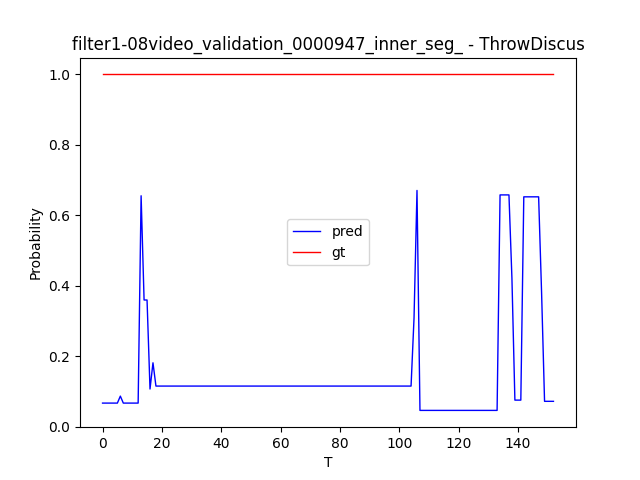 filter1-08video_validation_0000947_inner_seg_ - ThrowDiscus
1.0
0.8
0.6
0.4
0.2
0.0
Probability
pred
gt
0 20 40 60 80 100 120 140
T